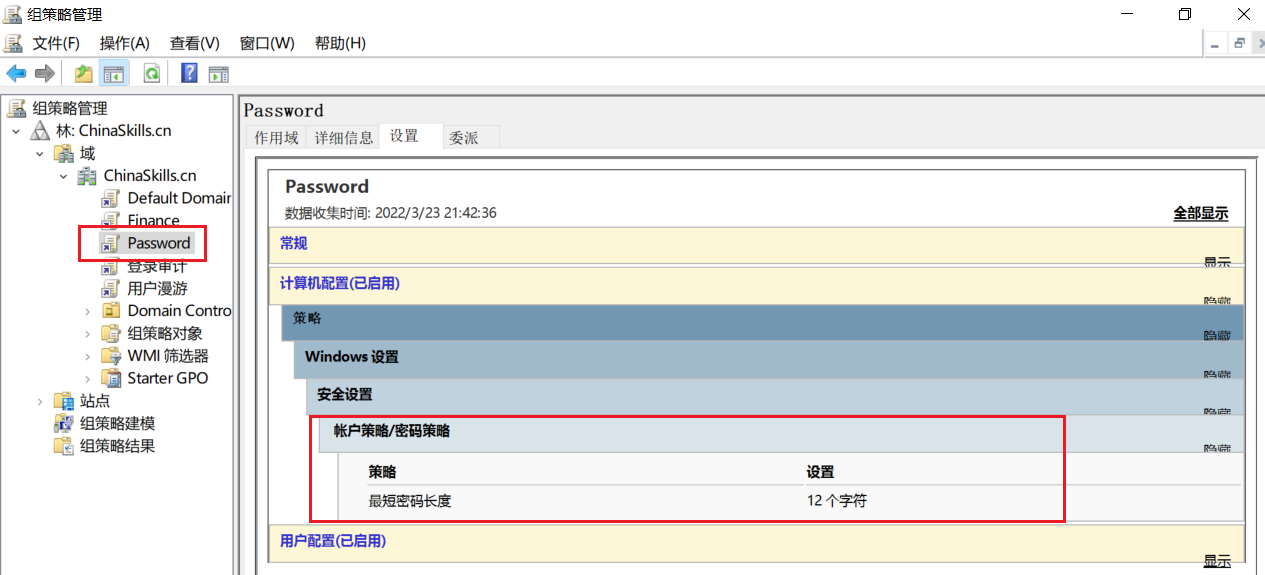 组策略管理
文件(F) 操作(A) 查看(V) 窗口(W) 帮助(H)
组策略管理
林: ChinaSkills.cn
域
ChinaSkills.cn
Default Domair
Finance
Password
登录审计
用户漫游
Domain Contro
组策略对象
WMI 筛选器
Starter GPO
站点
组策略建模
组策略结果
Password
作用域 详细信息 设置 委派
Password
数据收集时间: 2022/3/23 21:42:36
全部显示
常规
显示
计算机配置(已启用)
隐藏
策略
隐藏
Windows 设置
隐藏
安全设置
隐藏
帐户策略/密码策略
隐藏
策略 设置
最短密码长度 12 个字符
用户配置(已启用)
显示